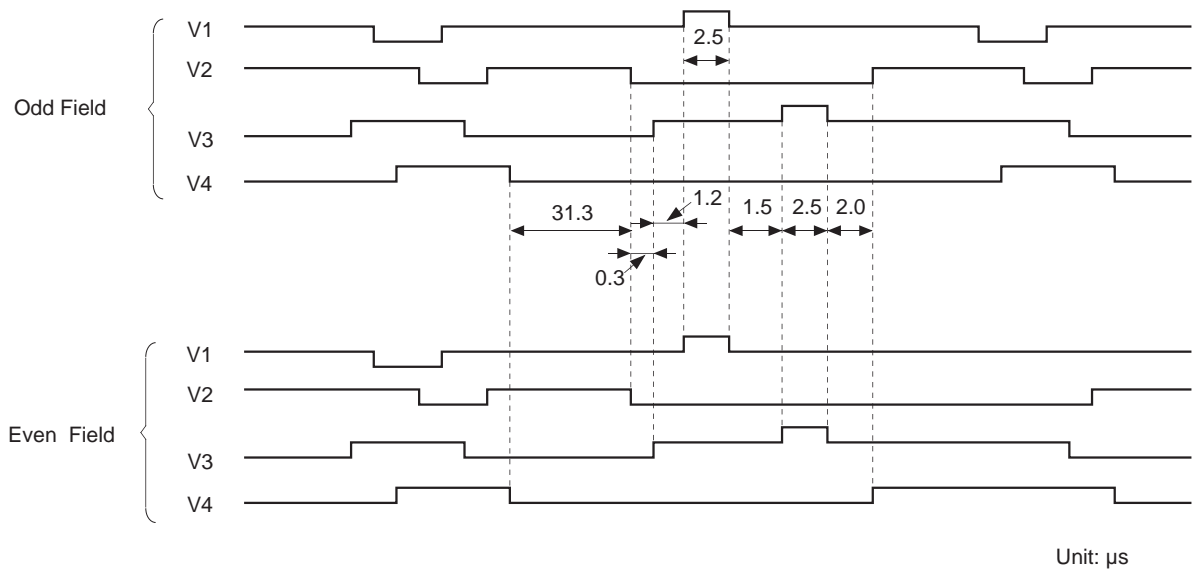 V1
2.5
V2
Odd Field
V3
V4
31.3
1.2
1.5
2.5
2.0
0.3
V1
V2
Even Field
V3
V4
Unit: μs